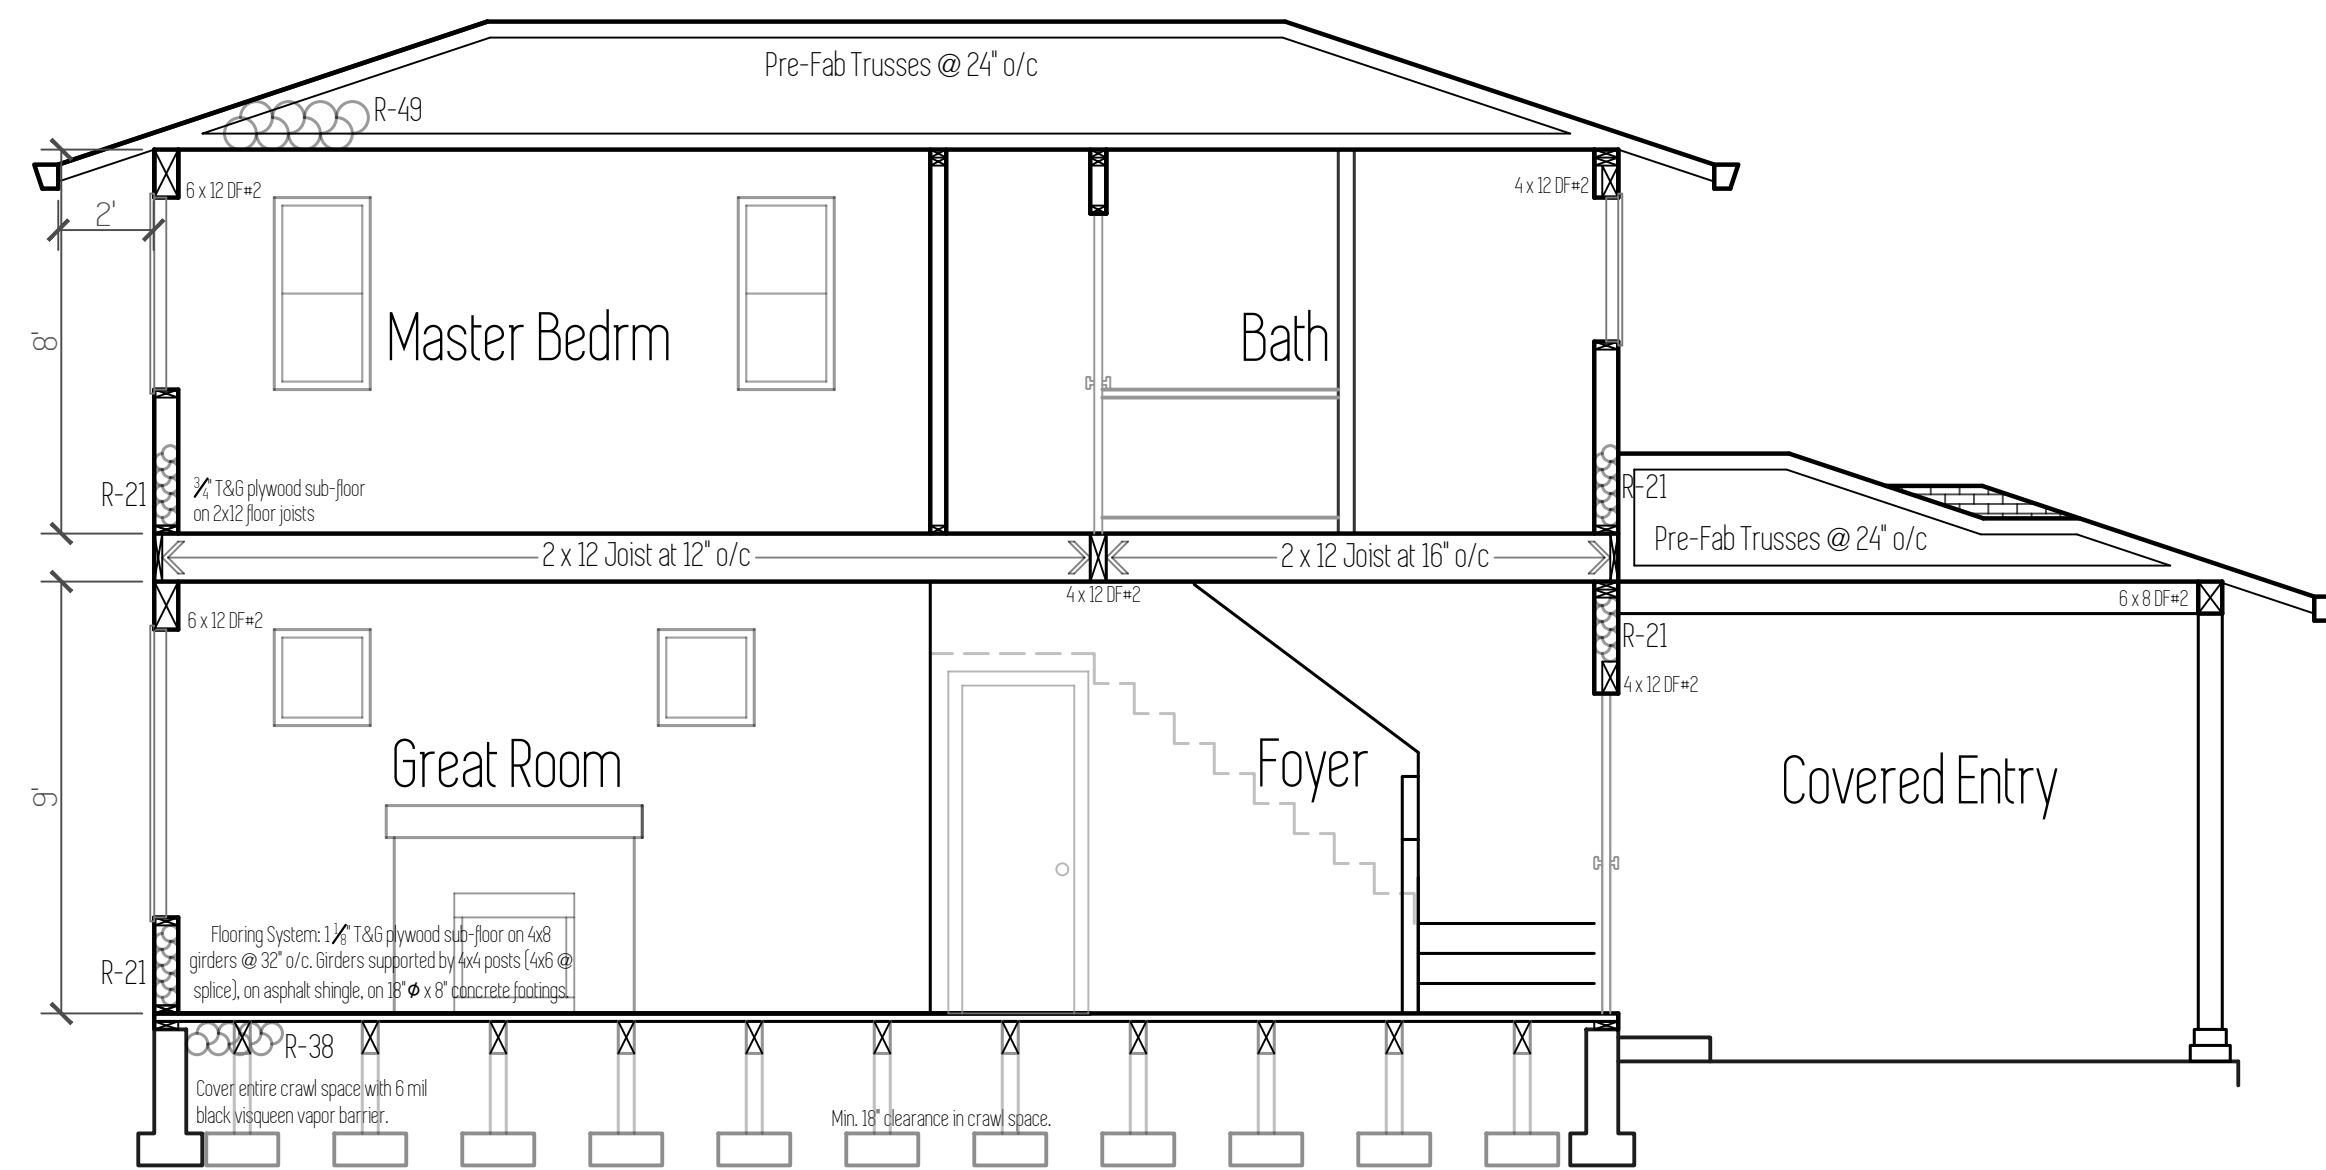 Pre-Fab Trusses @ 24" o/c
R-49
6 x 12 DF#2
4 x 12 DF#2
2'
8'
Master Bedrm
Bath
R-21
3/4" T&G plywood sub-floor
on 2x12 floor joists
R-21
Pre-Fab Trusses @ 24" o/c
2 x 12 Joist at 12" o/c
2 x 12 Joist at 16" o/c
4 x 12 DF#2
6 x 8 DF#2
6 x 12 DF#2
R-21
4 x 12 DF#2
Great Room
Foyer
Covered Entry
9'
Flooring System: 1 1/8" T&G plywood sub-floor on 4x8
girders @ 32" o/c. Girders supported by 4x4 posts (4x6 @
splice), on asphalt shingle, on 18"ø x 8" concrete footings.
R-21
R-38
Cover entire crawl space with 6 mil
black visqueen vapor barrier.
Min. 18" clearance in crawl space.